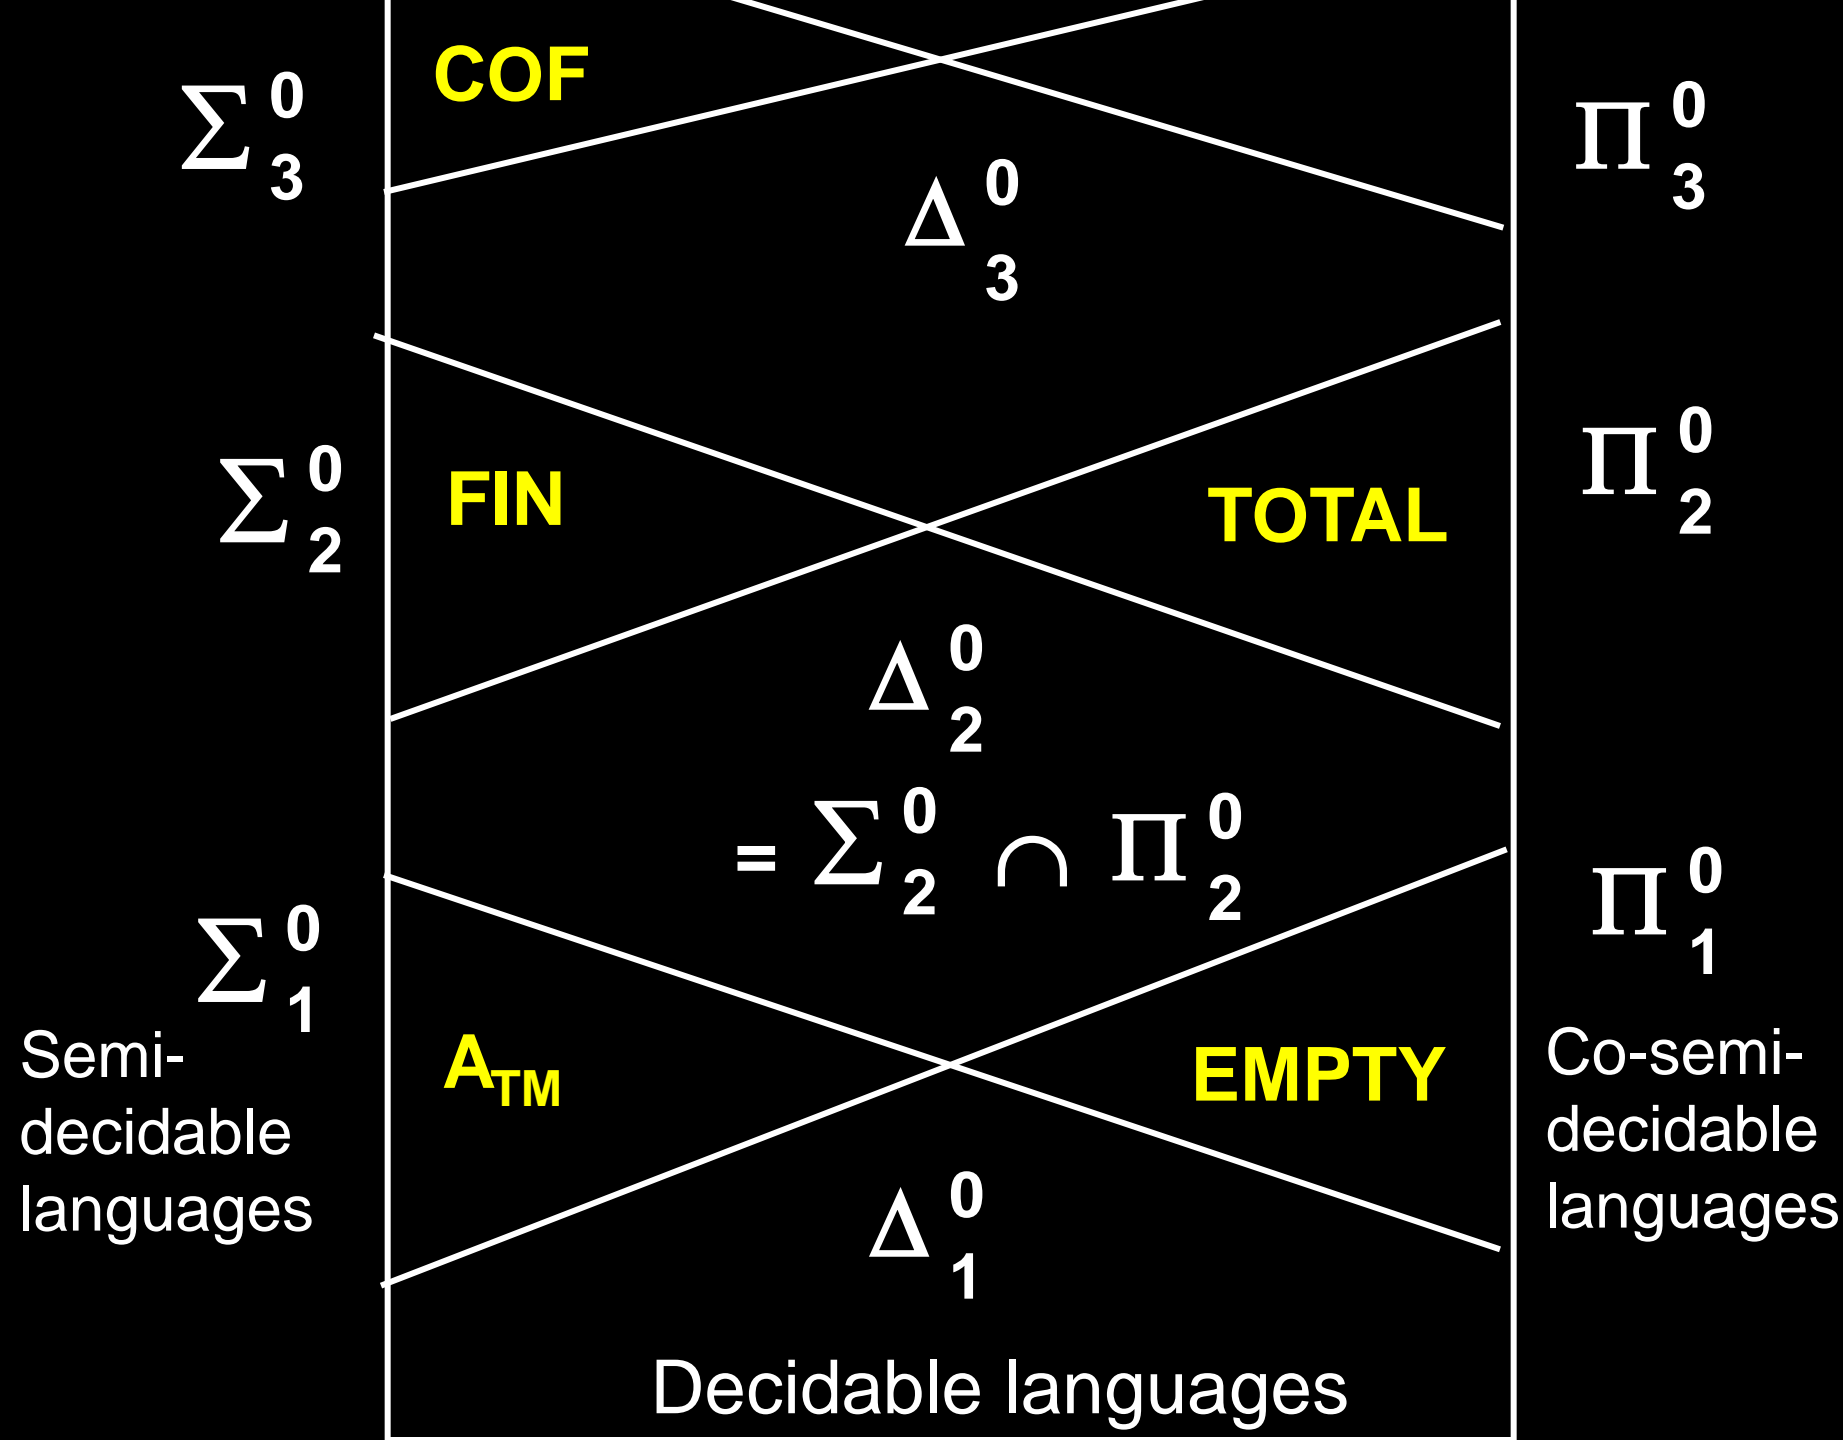 COF
Σ⁰₃
Π⁰₃
Δ⁰₃
Σ⁰₂
FIN
TOTAL
Π⁰₂
Δ⁰₂
= Σ⁰₂ ∩ Π⁰₂
Σ⁰₁
Π⁰₁
Semi-
decidable
languages
A_TM
EMPTY
Co-semi-
decidable
languages
Δ⁰₁
Decidable languages